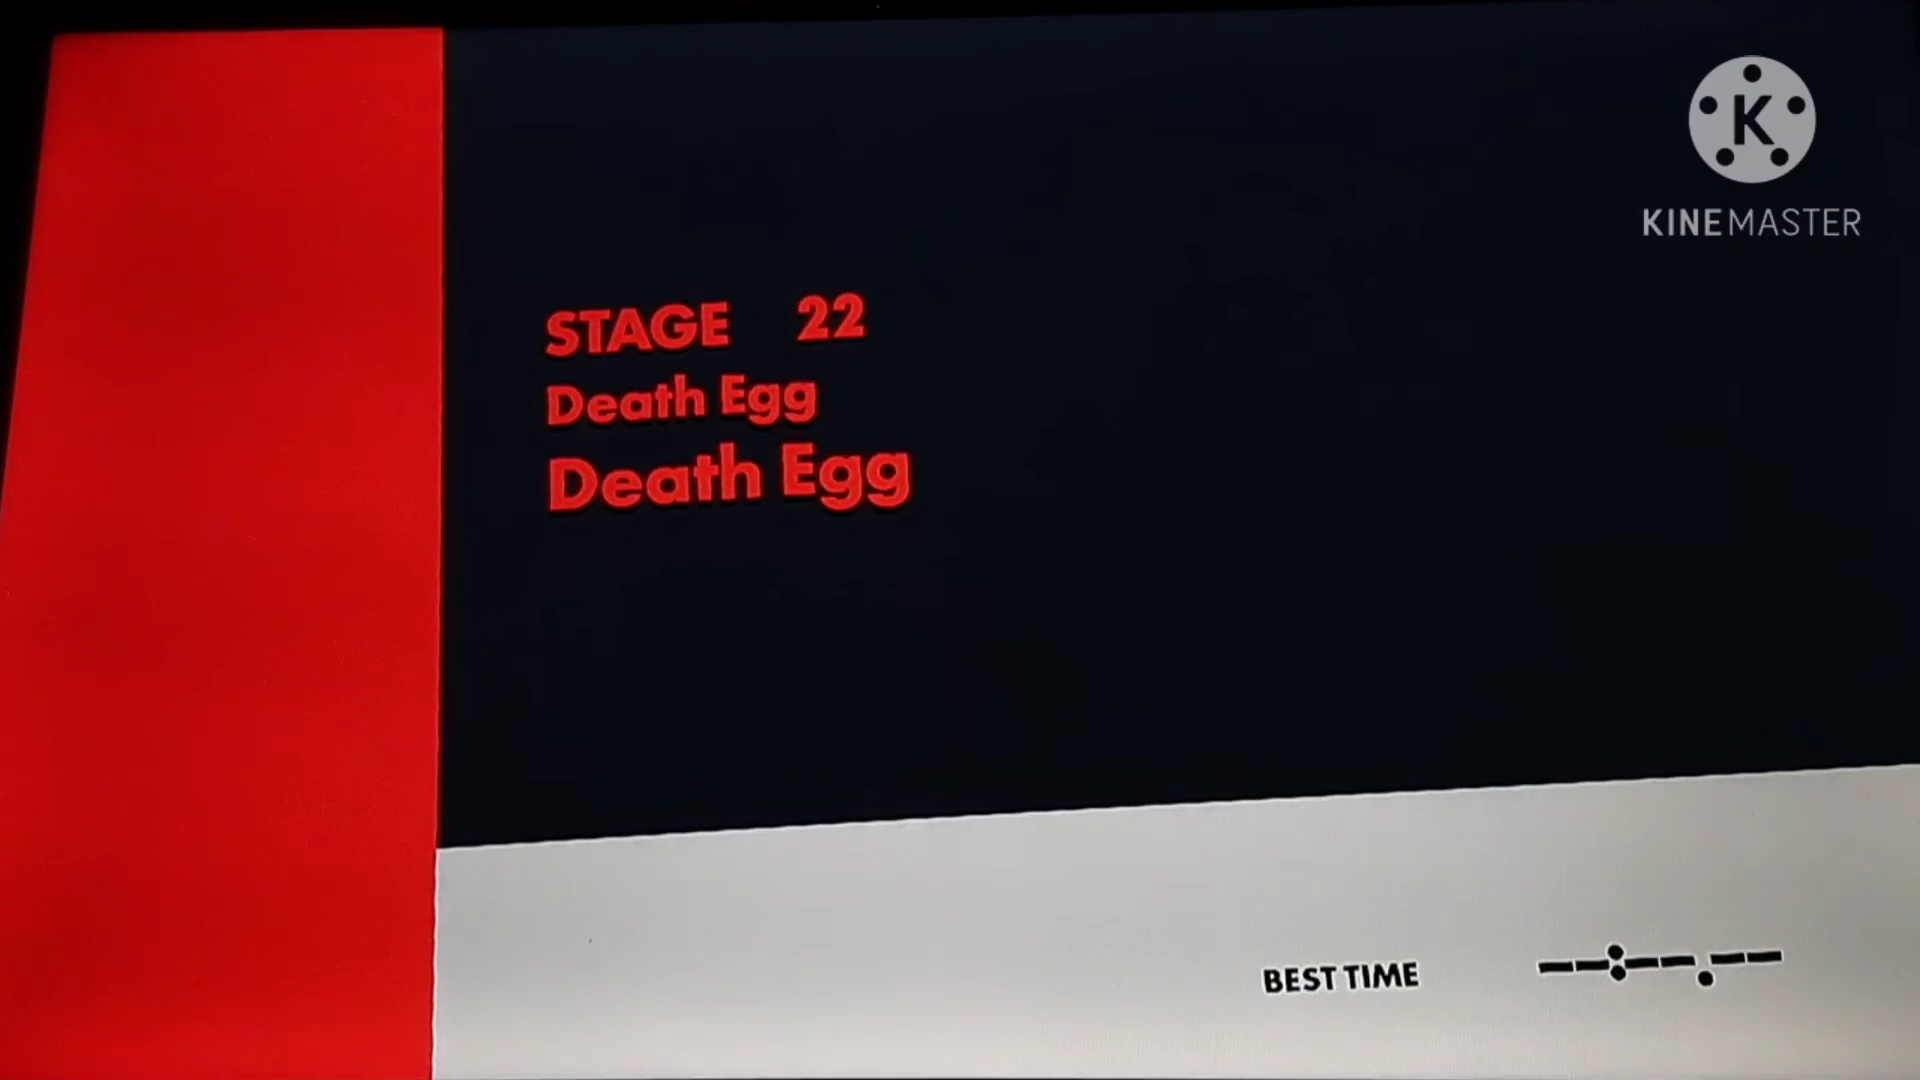 K
KINEMASTER
STAGE 22
Death Egg
Death Egg
BEST TIME --:--.--